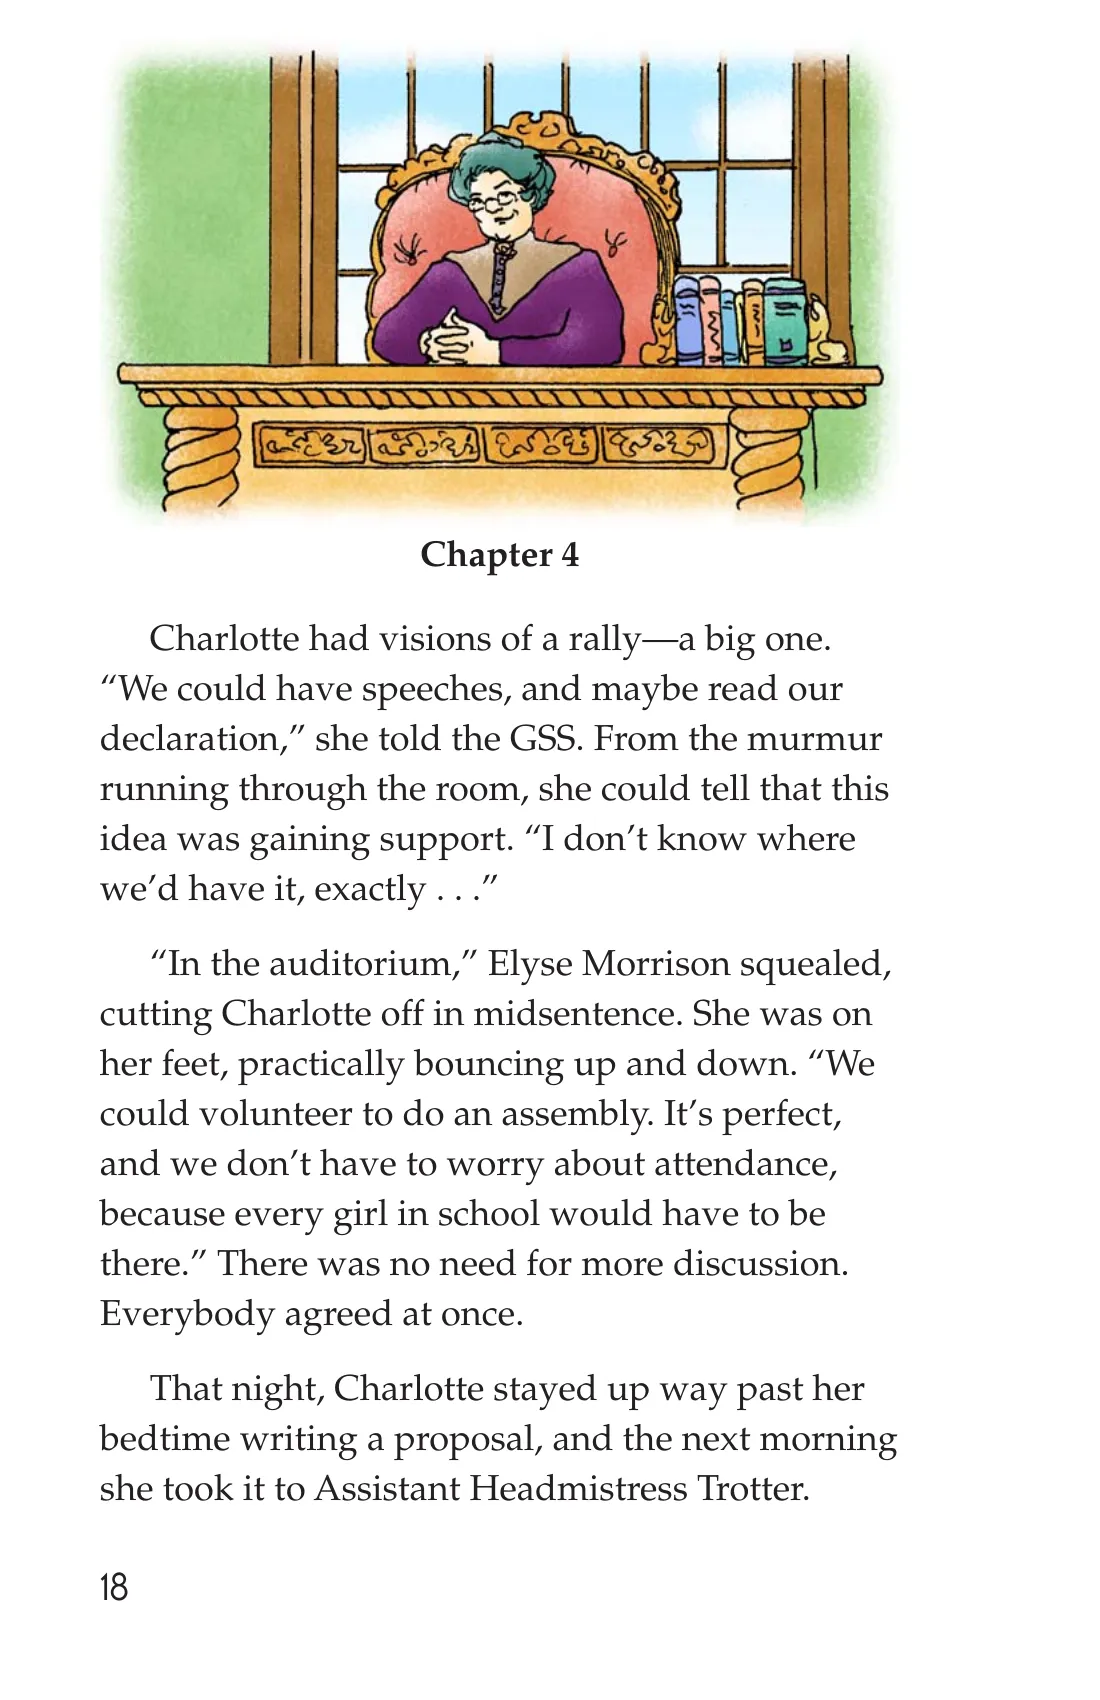 Chapter 4
Charlotte had visions of a rally—a big one.
“We could have speeches, and maybe read our
declaration,” she told the GSS. From the murmur
running through the room, she could tell that this
idea was gaining support. “I don’t know where
we’d have it, exactly . . .”
“In the auditorium,” Elyse Morrison squealed,
cutting Charlotte off in midsentence. She was on
her feet, practically bouncing up and down. “We
could volunteer to do an assembly. It’s perfect,
and we don’t have to worry about attendance,
because every girl in school would have to be
there.” There was no need for more discussion.
Everybody agreed at once.
That night, Charlotte stayed up way past her
bedtime writing a proposal, and the next morning
she took it to Assistant Headmistress Trotter.
18